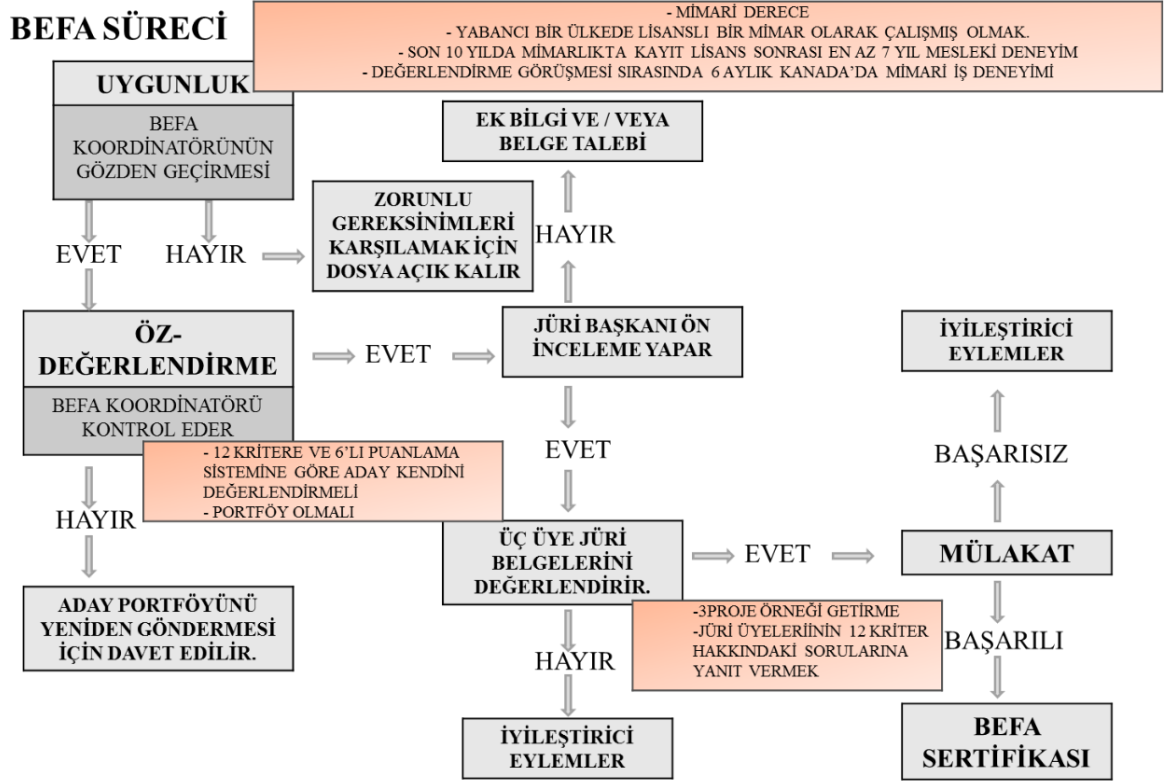 BEFA SÜRECİ
- MİMARİ DERECE
- YABANCI BİR ÜLKEDE LİSANSLI BİR MİMAR OLARAK ÇALIŞMIŞ OLMAK.
- SON 10 YILDA MİMARLIKTA KAYIT LİSANS SONRASI EN AZ 7 YIL MESLEKİ DENEYİM
- DEĞERLENDİRME GÖRÜŞMESİ SIRASINDA 6 AYLIK KANADA'DA MİMARİ İŞ DENEYİMİ
UYGUNLUK
BEFA
KOORDİNATÖRÜNÜN
GÖZDEN GEÇİRMESİ
EVET
HAYIR
ZORUNLU
GEREKSİNİMLERİ
KARŞILAMAK İÇİN
DOSYA AÇIK KALIR
EK BİLGİ VE / VEYA
BELGE TALEBİ
HAYIR
ÖZ-
DEĞERLENDİRME
BEFA KOORDİNATÖRÜ
KONTROL EDER
EVET
JÜRİ BAŞKANI ÖN
İNCELEME YAPAR
- 12 KRİTERE VE 6'LI PUANLAMA
SİSTEMİNE GÖRE ADAY KENDİNİ
DEĞERLENDİRMELİ
- PORTFÖY OLMALI
HAYIR
ADAY PORTFÖYÜNÜ
YENİDEN GÖNDERMESİ
İÇİN DAVET EDİLİR.
EVET
ÜÇ ÜYE JÜRİ
BELGELERİNİ
DEĞERLENDİRİR.
EVET
HAYIR
İYİLEŞTİRİCİ
EYLEMLER
-3PROJE ÖRNEĞİ GETİRME
-JÜRİ ÜYELERİİNİN 12 KRİTER
HAKKINDAKİ SORULARINA
YANIT VERMEK
İYİLEŞTİRİCİ
EYLEMLER
BAŞARISIZ
MÜLAKAT
BAŞARILI
BEFA
SERTİFİKASI